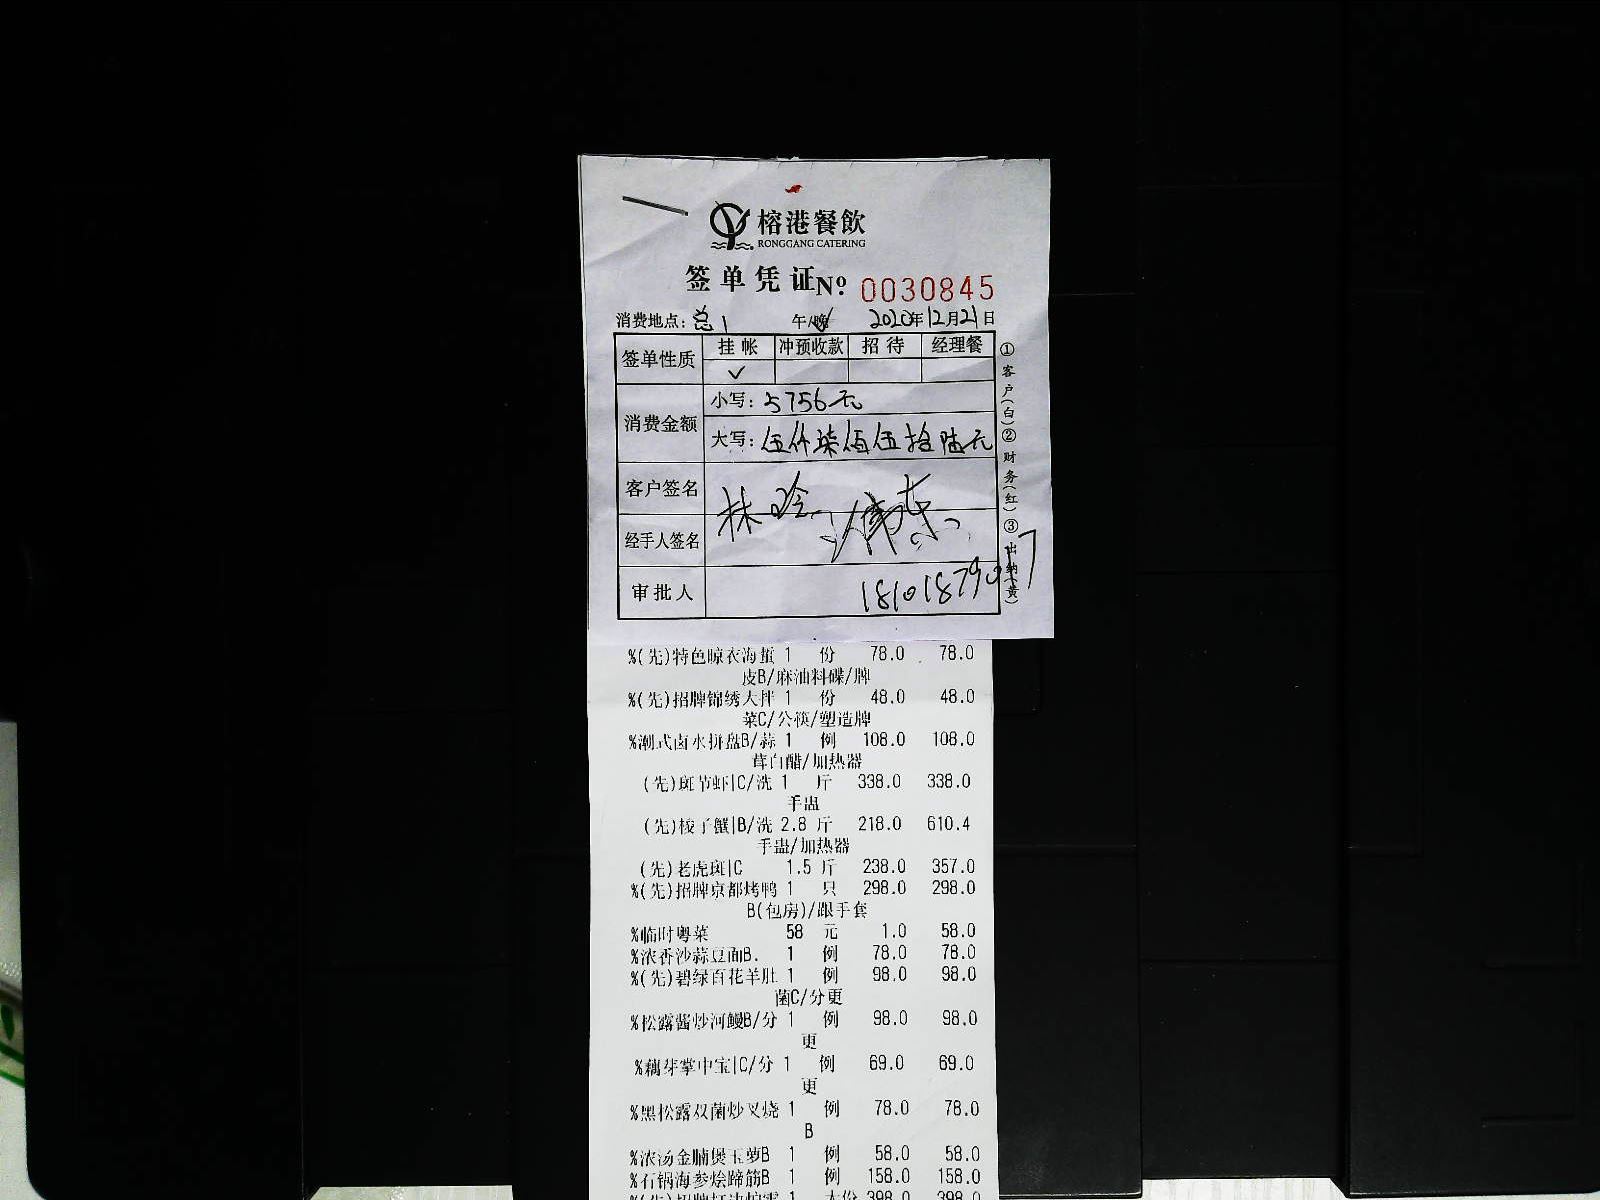 榕港餐飲
RONGGANG CATERING
签单凭证№ 0030845
消费地点：总1 午/晚 2020年12月21日
签单性质 挂帐 冲预收款 招待 经理餐
✓
消费金额 小写：5756元
大写：伍仟柒佰伍拾陆元
客户签名 林玲
经手人签名
审批人 18101879017
①客户(白)②财务(红)③出纳(黄)
%(先)特色晾衣海蜇 1 份 78.0 78.0
皮B/麻油料碟/牌
%(先)招牌锦绣大拌 1 份 48.0 48.0
菜C/公筷/塑造牌
%潮式卤水拼盘B/蒜 1 例 108.0 108.0
茸白醋/加热器
(先)斑节虾|C/洗 1 斤 338.0 338.0
手盅
(先)梭子蟹|B/洗 2.8 斤 218.0 610.4
手盅/加热器
(先)老虎斑|C 1.5 斤 238.0 357.0
%(先)招牌京都烤鸭 1 只 298.0 298.0
B(包房)/跟手套
%临时粤菜 58 元 1.0 58.0
%浓香沙蒜豆面B. 1 例 78.0 78.0
%(先)碧绿百花羊肚 1 例 98.0 98.0
菌C/分更
%松露酱炒河鳗B/分 1 例 98.0 98.0
更
%藕芽掌中宝|C/分 1 例 69.0 69.0
更
%黑松露双菌炒叉烧 1 例 78.0 78.0
B
%浓汤金腩煲玉萝B 1 例 58.0 58.0
%石锅海参烩蹄筋B 1 例 158.0 158.0
1 大份 398.0 398.0